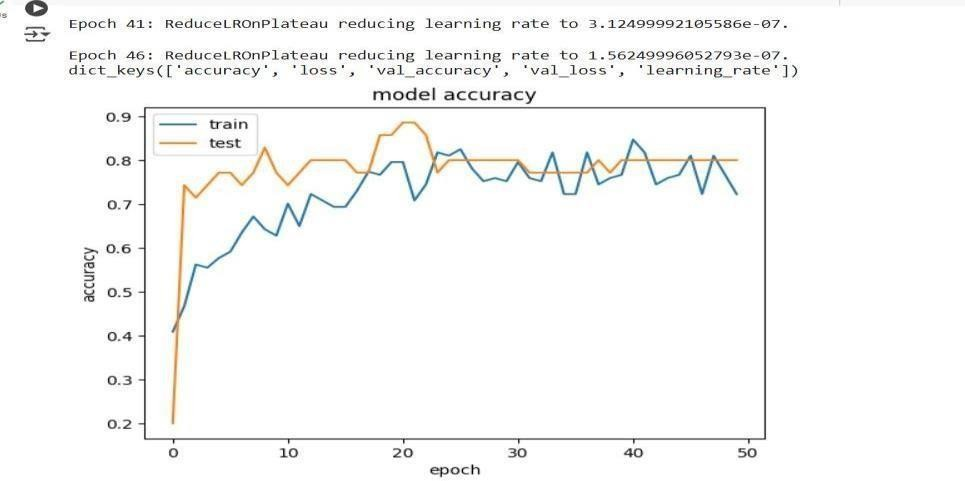 Epoch 41: ReduceLROnPlateau reducing learning rate to 3.12499992105586e-07.
Epoch 46: ReduceLROnPlateau reducing learning rate to 1.56249996052793e-07.
dict_keys(['accuracy', 'loss', 'val_accuracy', 'val_loss', 'learning_rate'])
model accuracy
train
test
0.9
0.8
0.7
0.6
0.5
0.4
0.3
0.2
accuracy
0 10 20 30 40 50
epoch